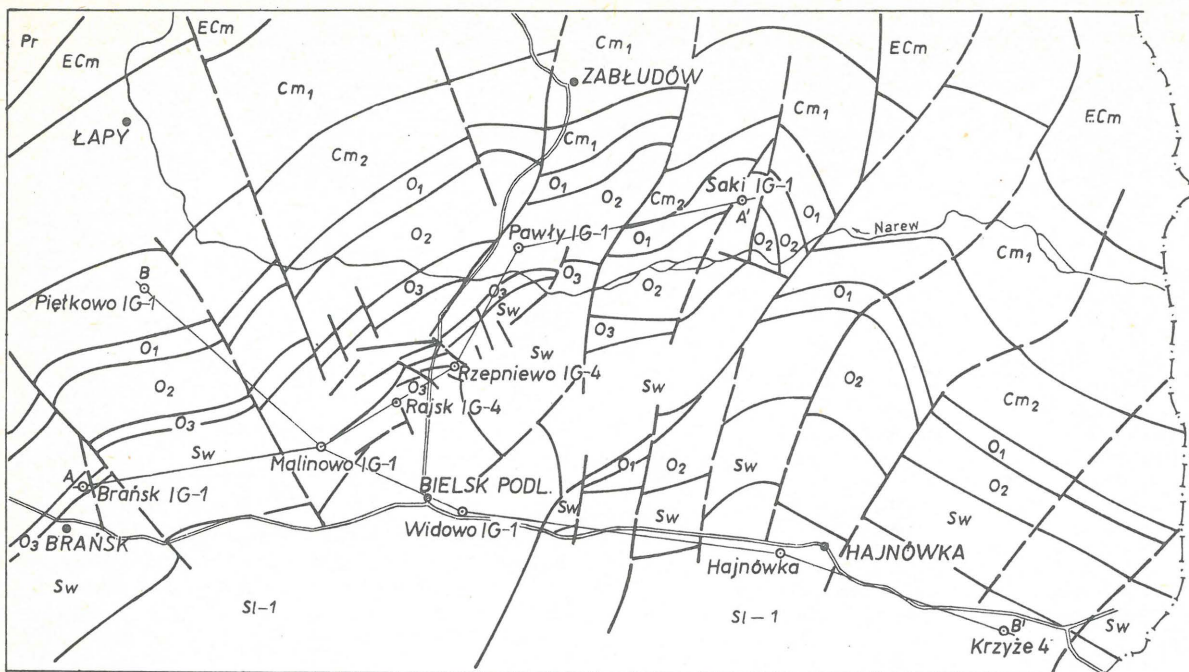 Pr
ECm
ECm
Cm₁
ZABŁUDÓW
ECm
ECm
ŁAPY
Cm₁
Cm₂
Cm₁
Cm₁
O₁
O₁
O₂
Cm₂
Saki IG-1
A'
O₁
O₂
Pawły IG-1
O₁
O₂
O₂
Narew
Cm₁
B
Piętkowo IG-1
O₃
O₃
O₃
Sw
O₂
O₁
O₃
O₁
O₂
O₃
Sw
Rzepniewo IG-4
O₃
Rajsk IG-4
Sw
O₂
Cm₂
O₁
O₂
Sw
Malinowo IG-1
A
Brańsk IG-1
O₁
O₂
Sw
BIELSK PODL.
Widowo IG-1
Sw
Sw
Sw
O₃
BRAŃSK
Hajnówka
HAJNÓWKA
Sw
Sl-1
Sl-1
B'
Krzyże 4
Sw